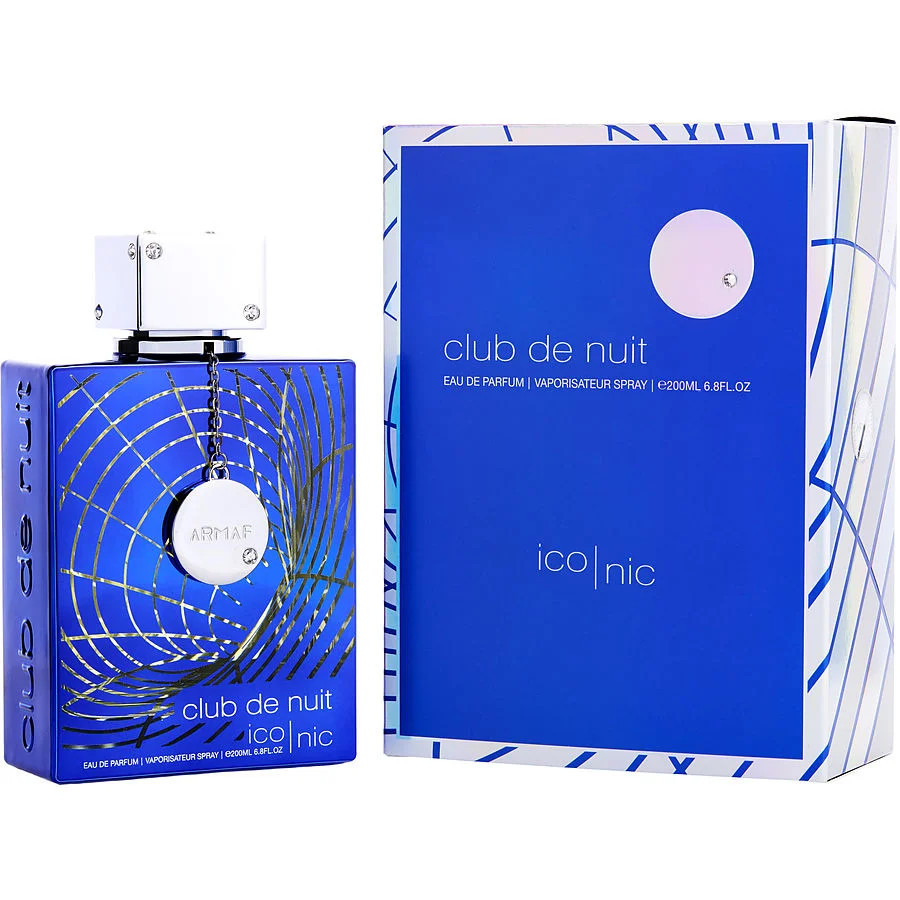 club de nuit
ARMAF
club de nuit
ico|nic
EAU DE PARFUM | VAPORISATEUR SPRAY | ℮200ML 6.8FL.OZ
club de nuit
EAU DE PARFUM | VAPORISATEUR SPRAY | ℮200ML 6.8FL.OZ
ico|nic